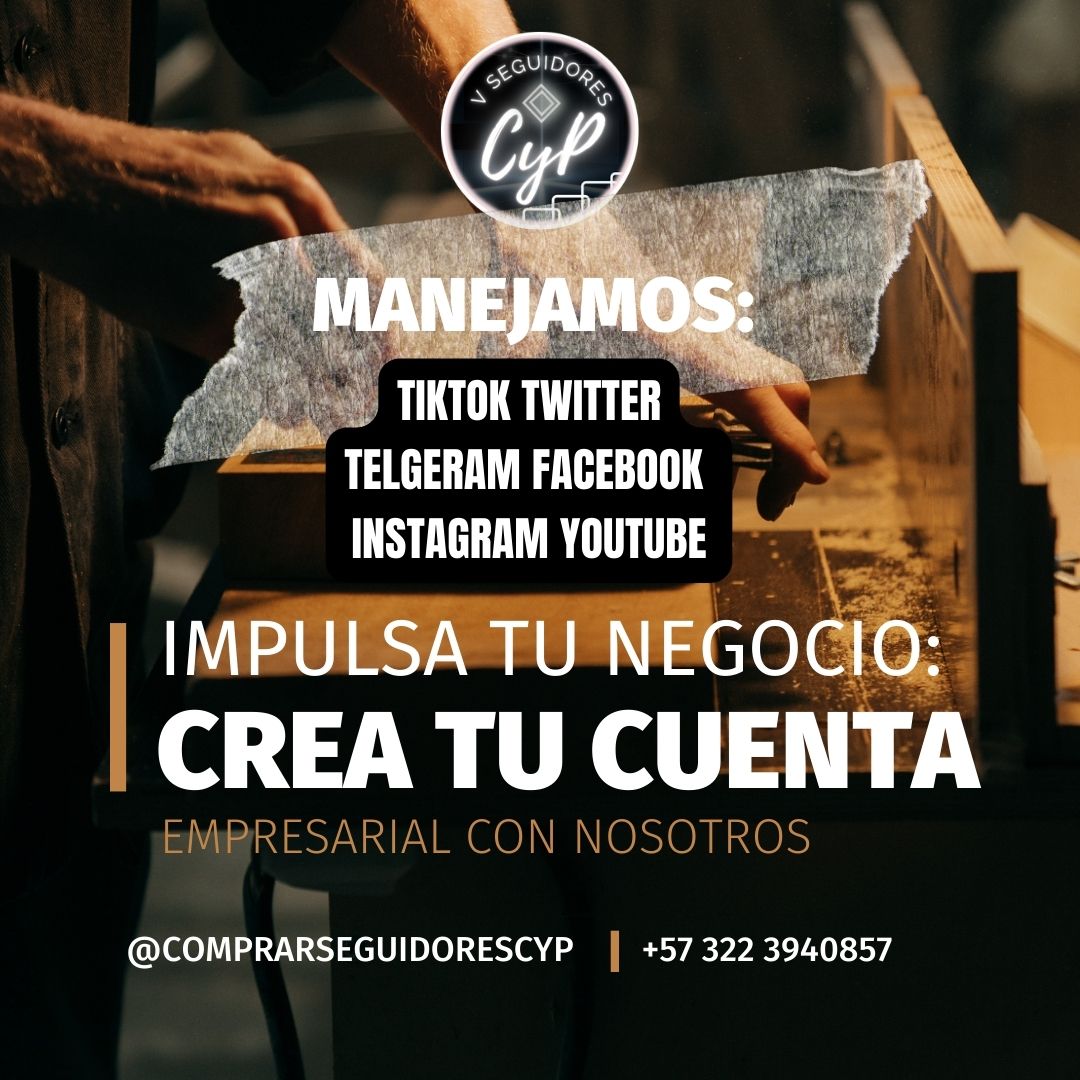 V SEGUIDORES
CyP
MANEJAMOS:
TIKTOK TWITTER
TELGERAM FACEBOOK
INSTAGRAM YOUTUBE
IMPULSA TU NEGOCIO:
CREA TU CUENTA
EMPRESARIAL CON NOSOTROS
@COMPRARSEGUIDORESCYP
+57 322 3940857